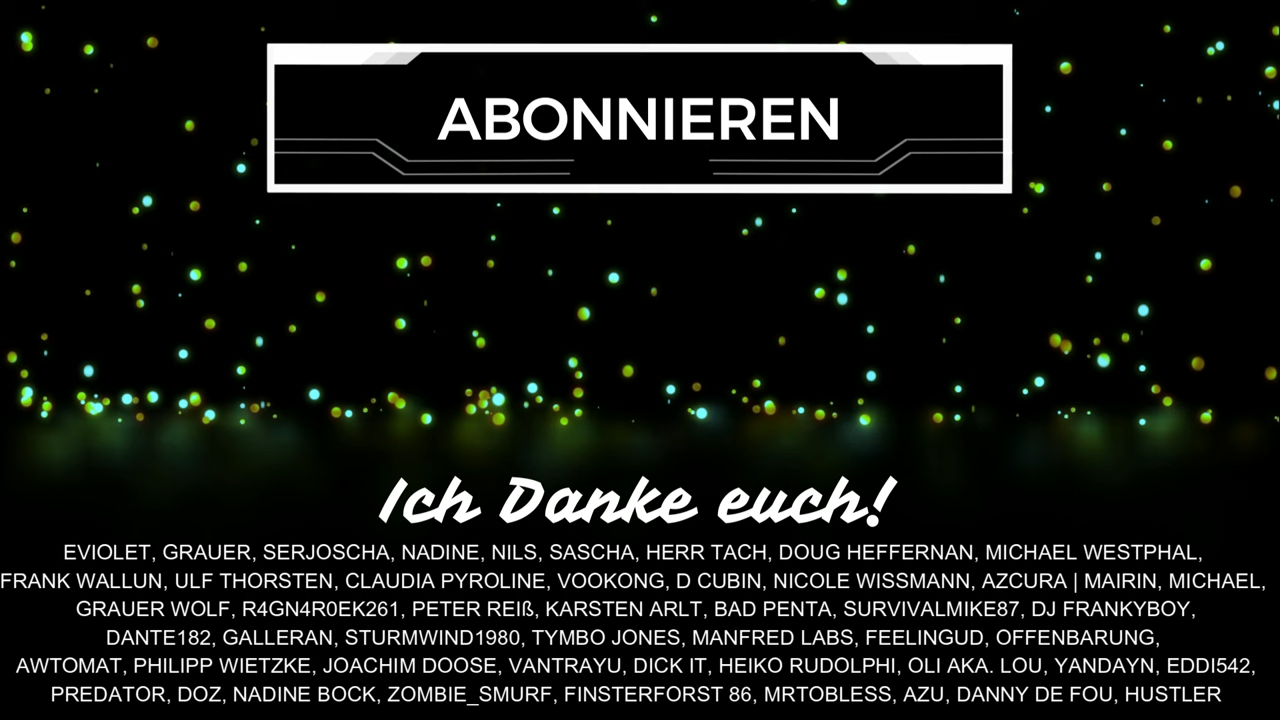 ABONNIEREN
Ich Danke euch!
EVIOLET, GRAUER, SERJOSCHA, NADINE, NILS, SASCHA, HERR TACH, DOUG HEFFERNAN, MICHAEL WESTPHAL,
FRANK WALLUN, ULF THORSTEN, CLAUDIA PYROLINE, VOOKONG, D CUBIN, NICOLE WISSMANN, AZCURA | MAIRIN, MICHAEL,
GRAUER WOLF, R4GN4R0EK261, PETER REIß, KARSTEN ARLT, BAD PENTA, SURVIVALMIKE87, DJ FRANKYBOY,
DANTE182, GALLERAN, STURMWIND1980, TYMBO JONES, MANFRED LABS, FEELINGUD, OFFENBARUNG,
AWTOMAT, PHILIPP WIETZKE, JOACHIM DOOSE, VANTRAYU, DICK IT, HEIKO RUDOLPHI, OLI AKA. LOU, YANDAYN, EDDI542,
PREDATOR, DOZ, NADINE BOCK, ZOMBIE_SMURF, FINSTERFORST 86, MRTOBLESS, AZU, DANNY DE FOU, HUSTLER